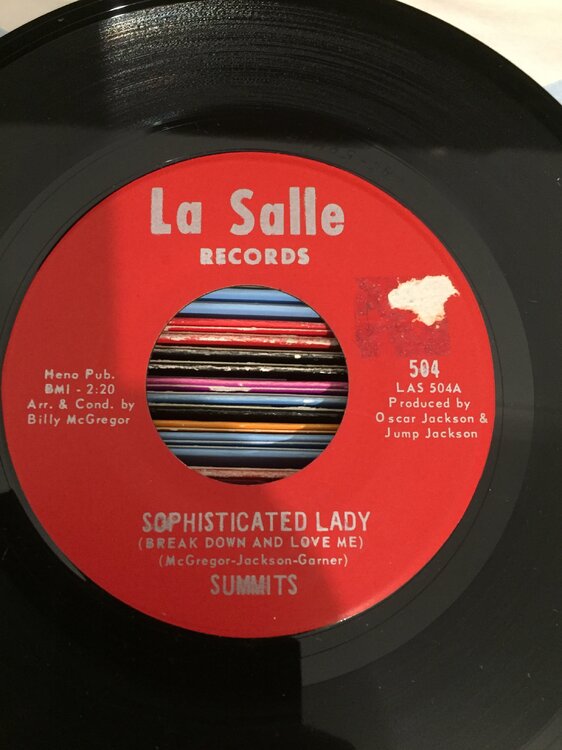 La Salle
RECORDS
Heno Pub.
BMI - 2:20
Arr. & Cond. by
Billy McGregor
504
LAS 504A
Produced by
Oscar Jackson &
Jump Jackson
SOPHISTICATED LADY
(BREAK DOWN AND LOVE ME)
(McGregor-Jackson-Garner)
SUMMITS